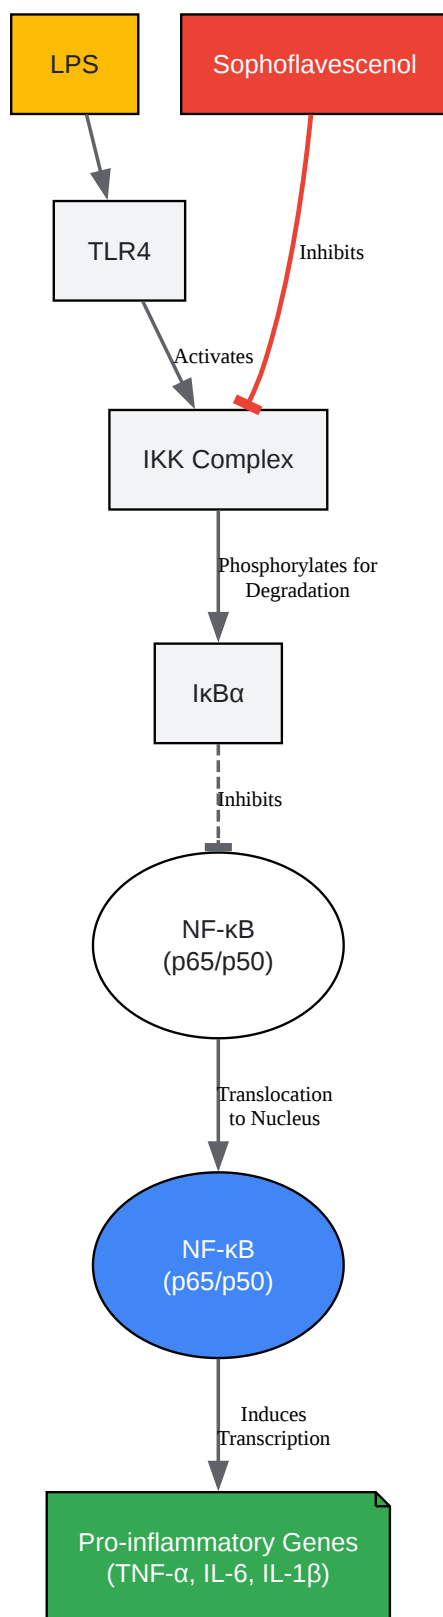 LPS
Sophoflavescenol
TLR4
Inhibits
Activates
IKK Complex
Phosphorylates for
Degradation
IκBα
Inhibits
NF-κB
(p65/p50)
Translocation
to Nucleus
NF-κB
(p65/p50)
Induces
Transcription
Pro-inflammatory Genes
(TNF-α, IL-6, IL-1β)